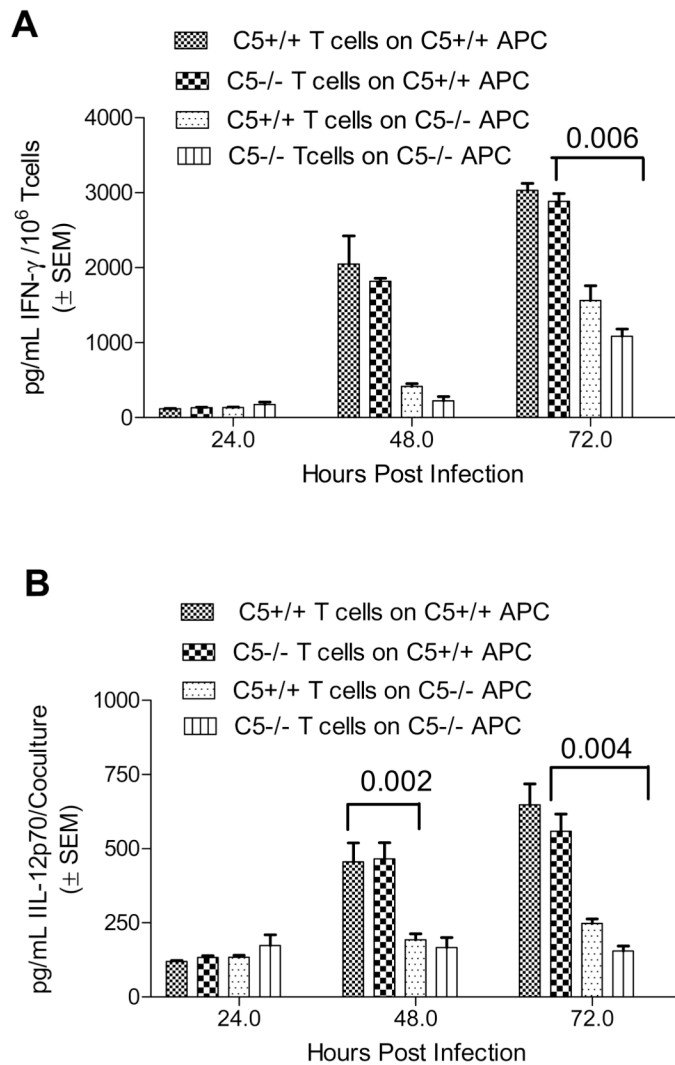 A
C5+/+ T cells on C5+/+ APC
C5-/- T cells on C5+/+ APC
C5+/+ T cells on C5-/- APC
C5-/- Tcells on C5-/- APC
0.006
pg/mL IFN-γ /10⁶ Tcells
(± SEM)
4000
3000
2000
1000
0
24.0 48.0 72.0
Hours Post Infection
B
C5+/+ T cells on C5+/+ APC
C5-/- T cells on C5+/+ APC
C5+/+ T cells on C5-/- APC
C5-/- T cells on C5-/- APC
0.002
0.004
pg/mL IIL-12p70/Coculture
(± SEM)
1000
750
500
250
0
24.0 48.0 72.0
Hours Post Infection